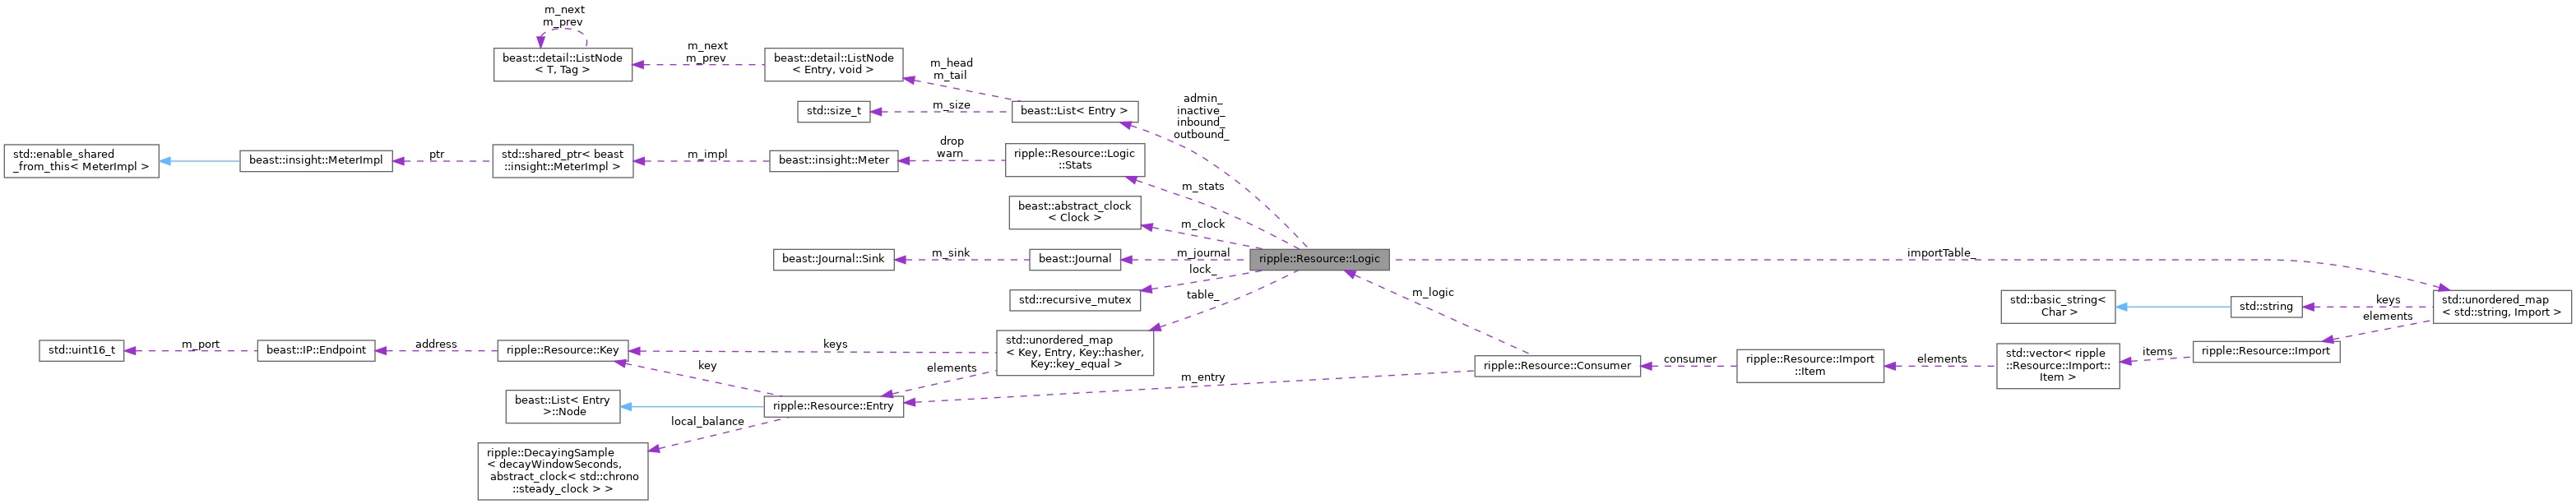 m_next
m_prev
beast::detail::ListNode
< T, Tag >
m_next
m_prev
beast::detail::ListNode
< Entry, void >
m_head
m_tail
std::size_t
m_size
beast::List< Entry >
admin_
inactive_
inbound_
outbound_
std::enable_shared
_from_this< MeterImpl >
beast::insight::MeterImpl
ptr
std::shared_ptr< beast
::insight::MeterImpl >
m_impl
beast::insight::Meter
drop
warn
ripple::Resource::Logic
::Stats
m_stats
beast::abstract_clock
< Clock >
m_clock
beast::Journal::Sink
m_sink
beast::Journal
m_journal
ripple::Resource::Logic
importTable_
std::recursive_mutex
lock_
table_
m_logic
std::basic_string<
Char >
std::string
keys
elements
std::unordered_map
< std::string, Import >
std::uint16_t
m_port
beast::IP::Endpoint
address
ripple::Resource::Key
keys
key
elements
std::unordered_map
< Key, Entry, Key::hasher,
Key::key_equal >
ripple::Resource::Consumer
consumer
ripple::Resource::Import
::Item
elements
std::vector< ripple
::Resource::Import::
Item >
items
ripple::Resource::Import
m_entry
beast::List< Entry
>::Node
ripple::Resource::Entry
local_balance
ripple::DecayingSample
< decayWindowSeconds,
abstract_clock< std::chrono
::steady_clock > >